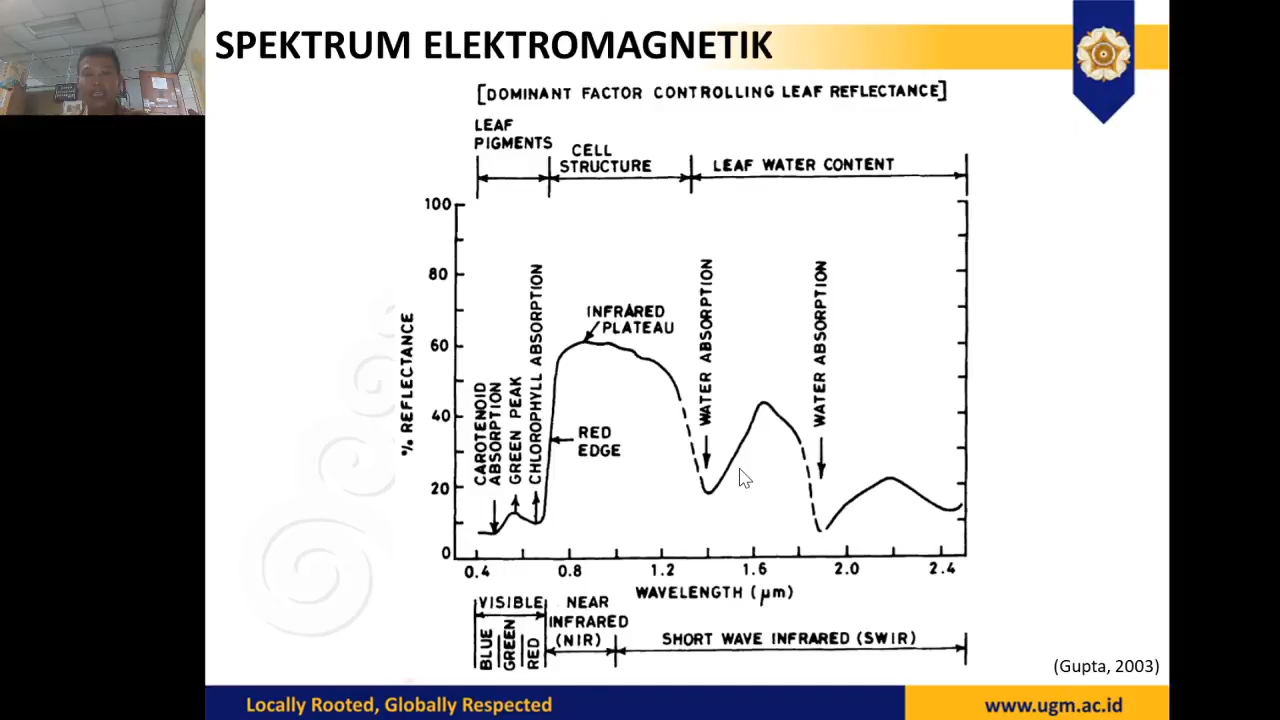 SPEKTRUM ELEKTROMAGNETIK
[DOMINANT FACTOR CONTROLLING LEAF REFLECTANCE]
LEAF
PIGMENTS
CELL
STRUCTURE
LEAF WATER CONTENT
% REFLECTANCE
100
80
60
40
20
0
CAROTENOID
ABSORPTION
GREEN PEAK
CHLOROPHYLL ABSORPTION
RED
EDGE
INFRARED
PLATEAU
WATER ABSORPTION
WATER ABSORPTION
0.4 0.8 1.2 1.6 2.0 2.4
WAVELENGTH (μm)
VISIBLE
BLUE
GREEN
RED
NEAR
INFRARED
(NIR)
SHORT WAVE INFRARED (SWIR)
(Gupta, 2003)
Locally Rooted, Globally Respected
www.ugm.ac.id